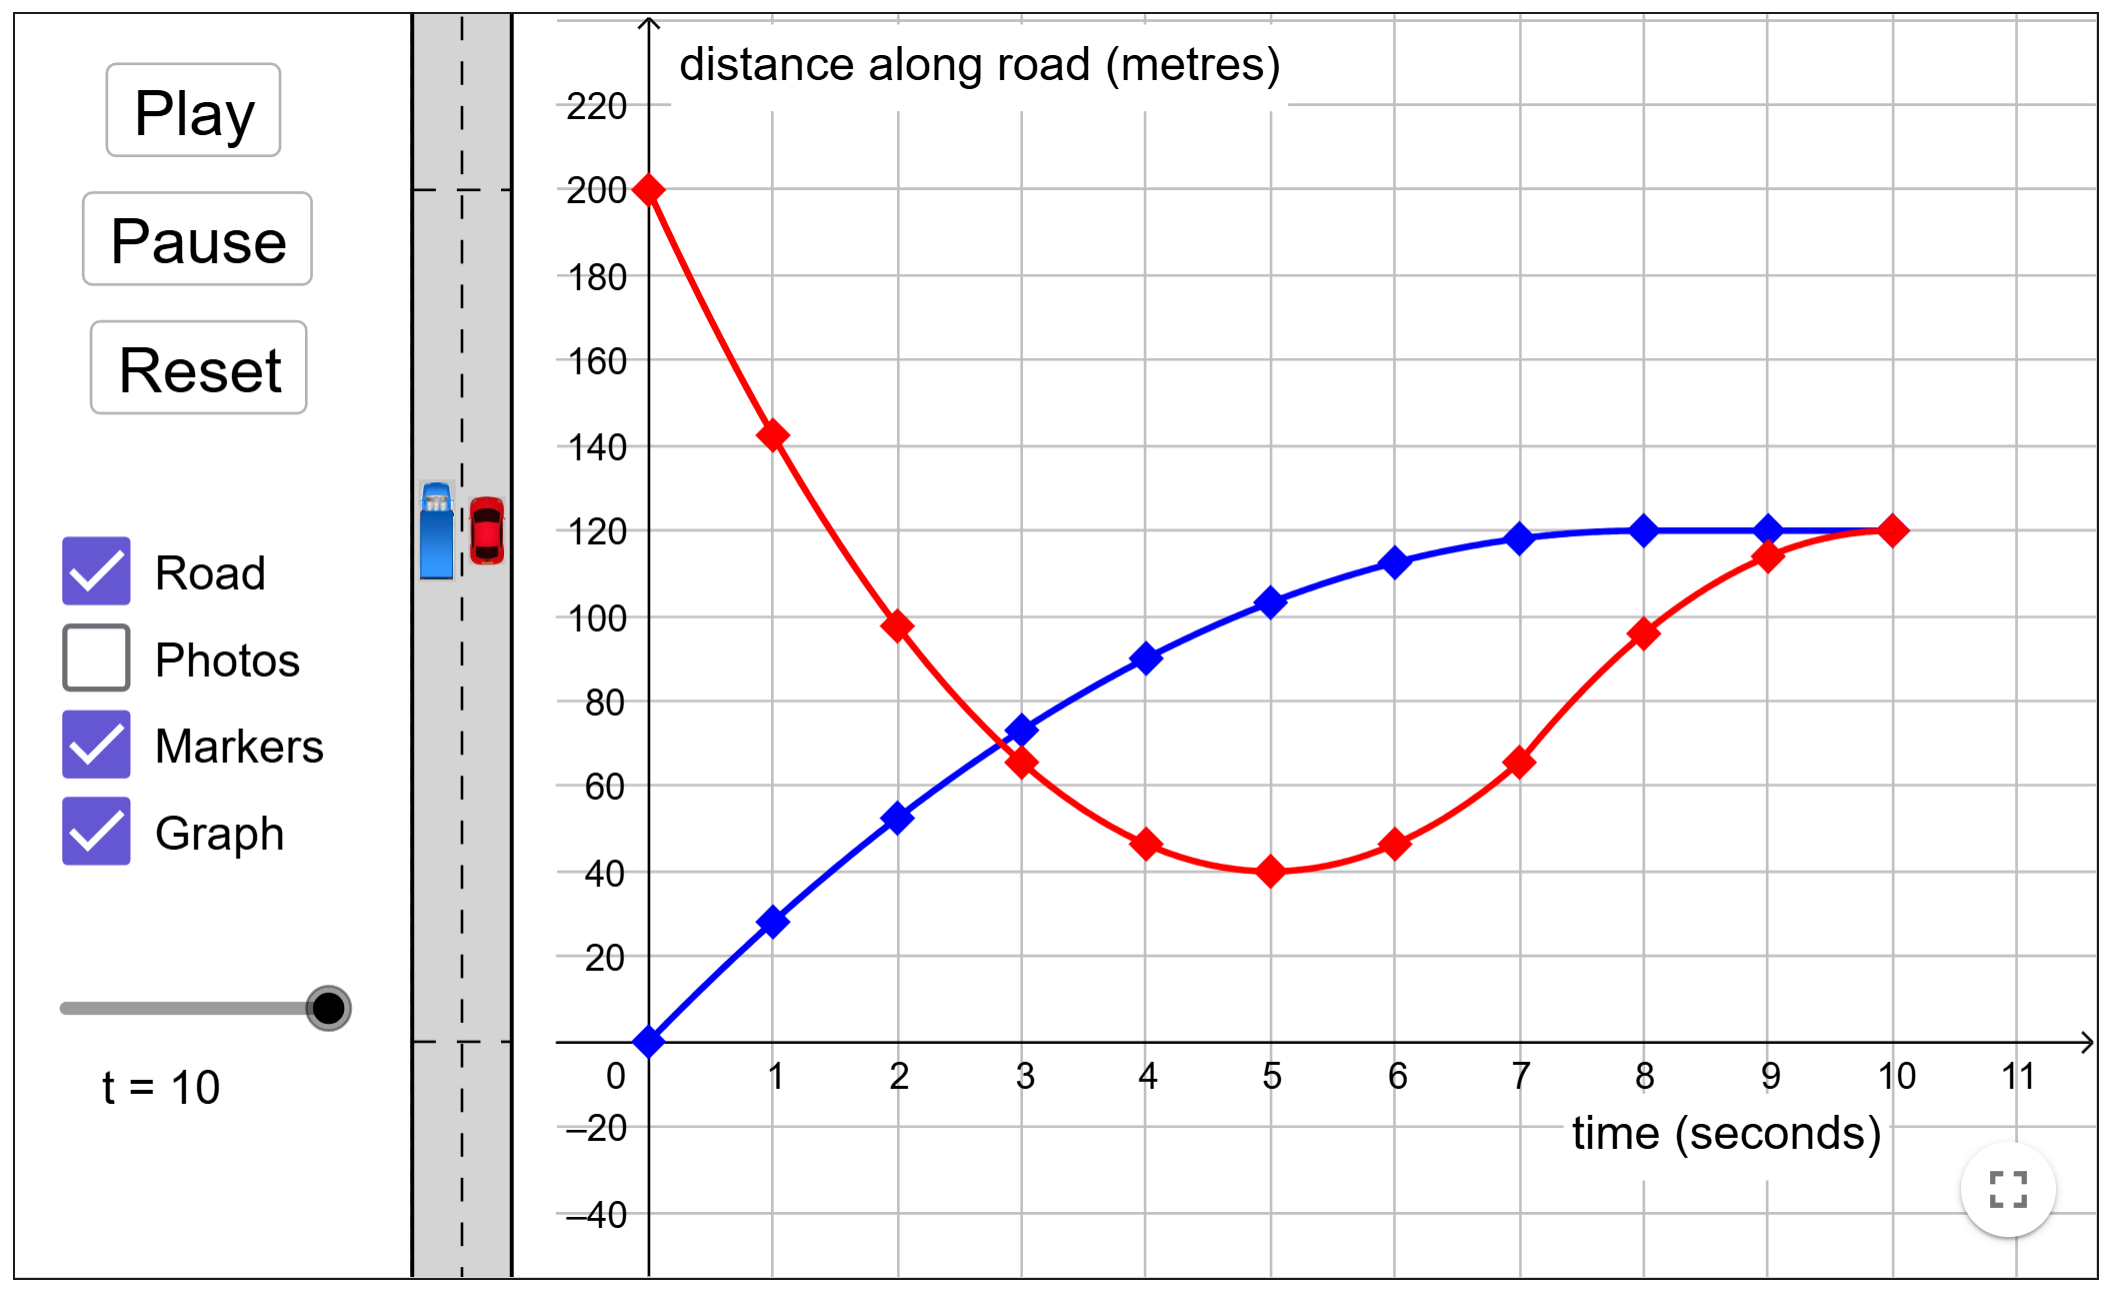 Play
Pause
Reset
Road
Photos
Markers
Graph
t = 10
distance along road (metres)
220
200
180
160
140
120
100
80
60
40
20
0 1 2 3 4 5 6 7 8 9 10 11
–20
time (seconds)
–40